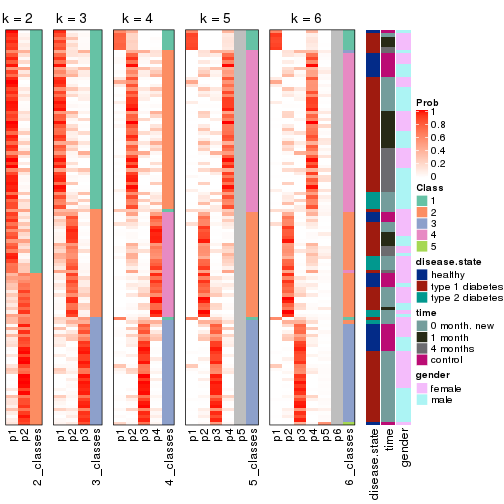 k = 2
k = 3
k = 4
k = 5
k = 6
p1
p2
2_classes
p1
p2
p3
3_classes
p1
p2
p3
p4
4_classes
p1
p2
p3
p4
p5
5_classes
p1
p2
p3
p4
p5
p6
6_classes
disease.state
time
gender
Prob
1
0.8
0.6
0.4
0.2
0
Class
1
2
3
4
5
disease.state
healthy
type 1 diabetes
type 2 diabetes
time
0 month. new
1 month
4 months
control
gender
female
male